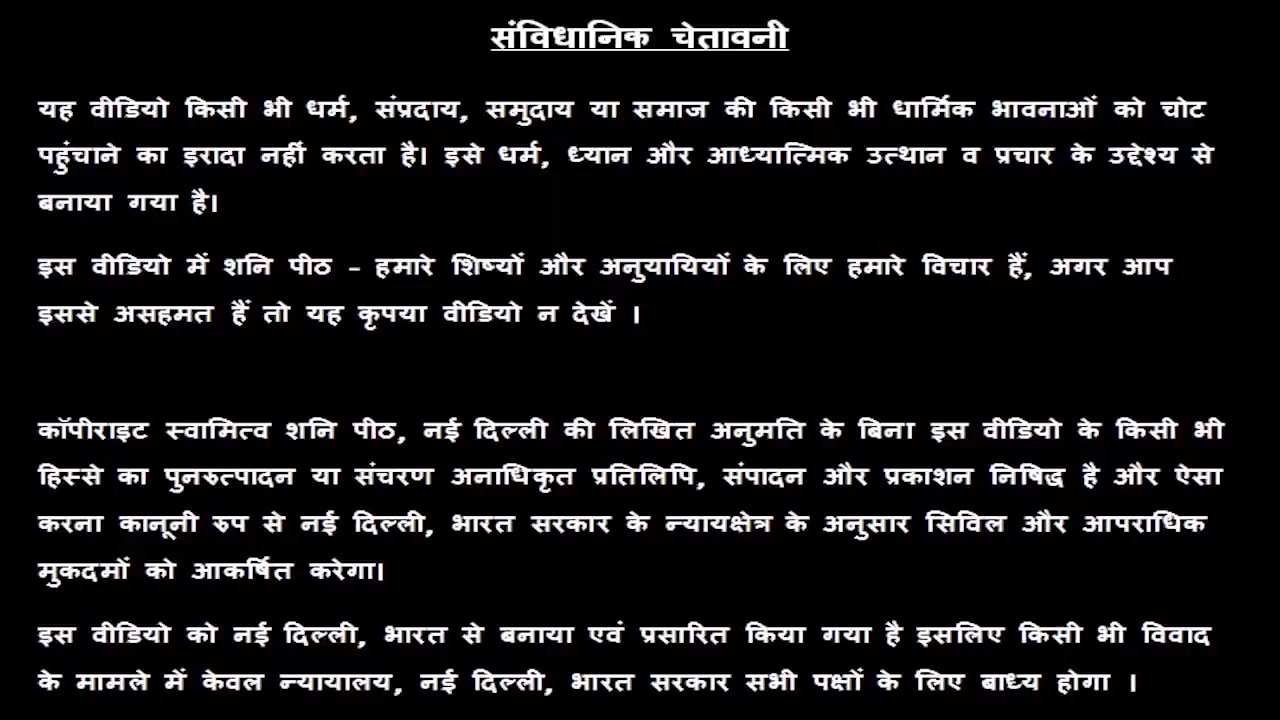 संविधानिक चेतावनी
यह वीडियो किसी भी धर्म, संप्रदाय, समुदाय या समाज की किसी भी धार्मिक भावनाओं को चोट
पहुंचाने का इरादा नहीं करता है। इसे धर्म, ध्यान और आध्यात्मिक उत्थान व प्रचार के उद्देश्य से
बनाया गया है।
इस वीडियो में शनि पीठ – हमारे शिष्यों और अनुयायियों के लिए हमारे विचार हैं, अगर आप
इससे असहमत हैं तो यह कृपया वीडियो न देखें ।
कॉपीराइट स्वामित्व शनि पीठ, नई दिल्ली की लिखित अनुमति के बिना इस वीडियो के किसी भी
हिस्से का पुनरुत्पादन या संचरण अनाधिकृत प्रतिलिपि, संपादन और प्रकाशन निषिद्ध है और ऐसा
करना कानूनी रुप से नई दिल्ली, भारत सरकार के न्यायक्षेत्र के अनुसार सिविल और आपराधिक
मुकदमों को आकर्षित करेगा।
इस वीडियो को नई दिल्ली, भारत से बनाया एवं प्रसारित किया गया है इसलिए किसी भी विवाद
के मामले में केवल न्यायालय, नई दिल्ली, भारत सरकार सभी पक्षों के लिए बाध्य होगा ।